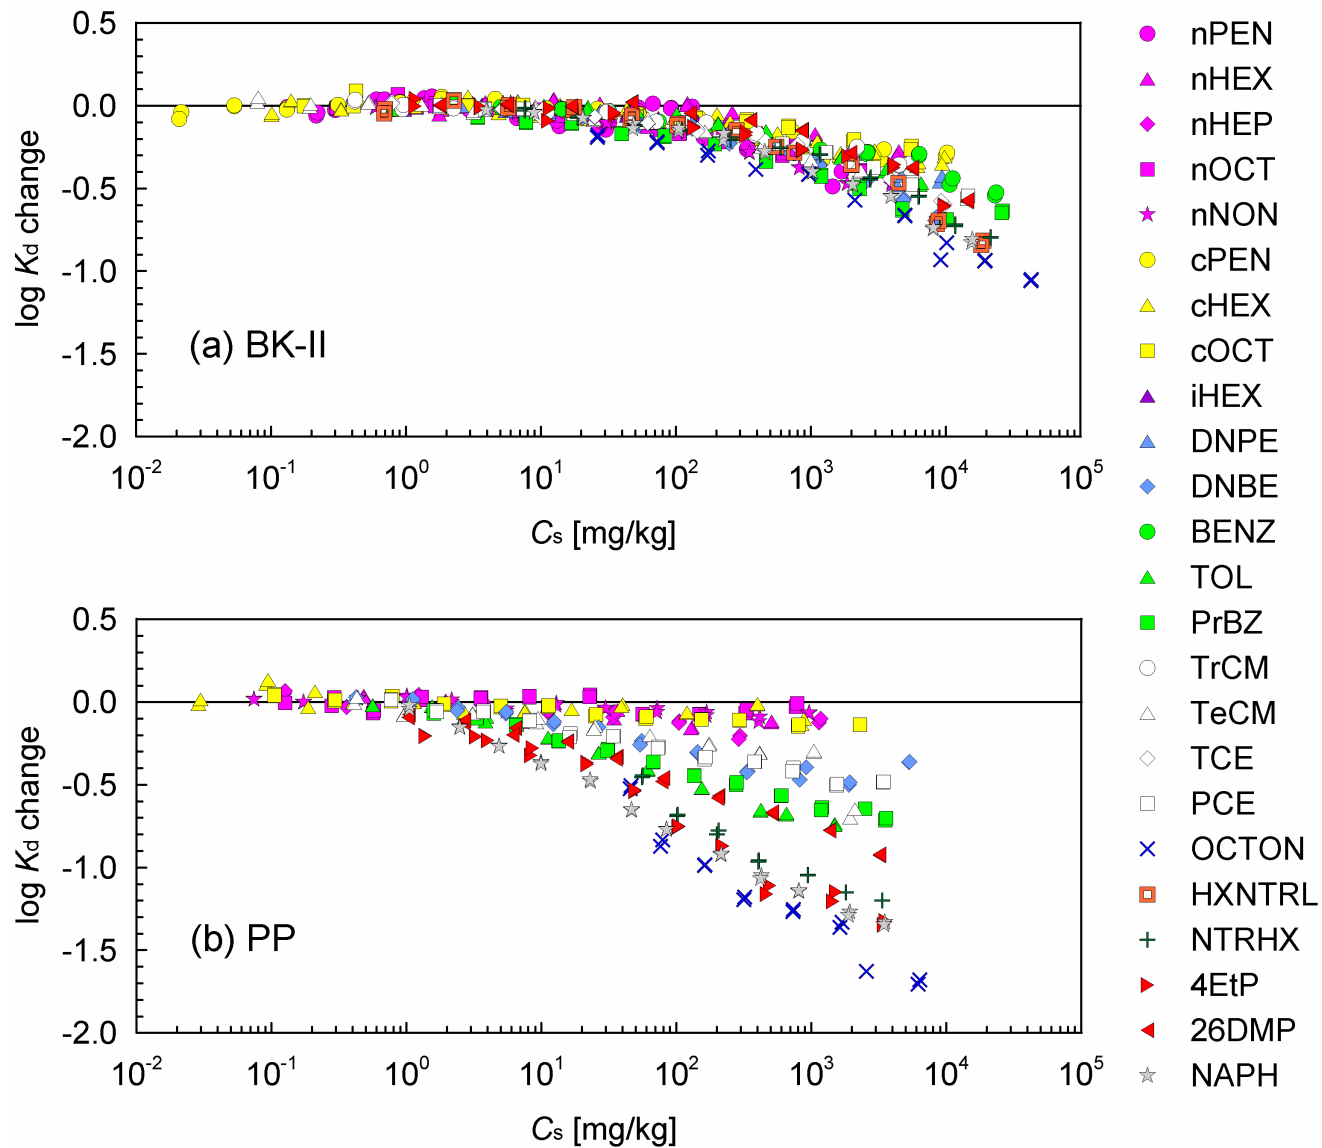 0.5
0.0
-0.5
-1.0
-1.5
-2.0
log Kd change
(a) BK-II
10-2
10-1
100
101
102
103
104
105
Cs [mg/kg]
0.5
0.0
-0.5
-1.0
-1.5
-2.0
log Kd change
(b) PP
10-2
10-1
100
101
102
103
104
105
Cs [mg/kg]
nPEN
nHEX
nHEP
nOCT
nNON
cPEN
cHEX
cOCT
iHEX
DNPE
DNBE
BENZ
TOL
PrBZ
TrCM
TeCM
TCE
PCE
OCTON
HXNTRL
NTRHX
4EtP
26DMP
NAPH